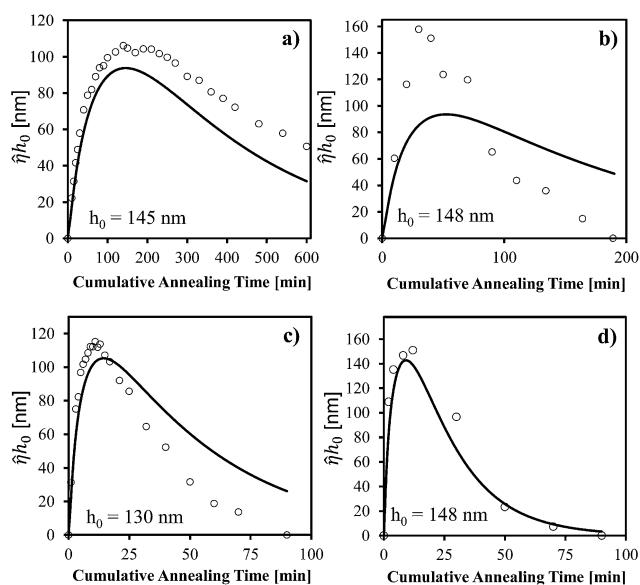 120
100
80
60
40
20
0
η̂h₀ [nm]
a)
h₀ = 145 nm
0 100 200 300 400 500 600
Cumulative Annealing Time [min]
160
140
120
100
80
60
40
20
0
η̂h₀ [nm]
b)
h₀ = 148 nm
0 100 200
Cumulative Annealing Time [min]
120
100
80
60
40
20
0
η̂h₀ [nm]
c)
h₀ = 130 nm
0 25 50 75 100
Cumulative Annealing Time [min]
160
140
120
100
80
60
40
20
0
η̂h₀ [nm]
d)
h₀ = 148 nm
0 25 50 75 100
Cumulative Annealing Time [min]